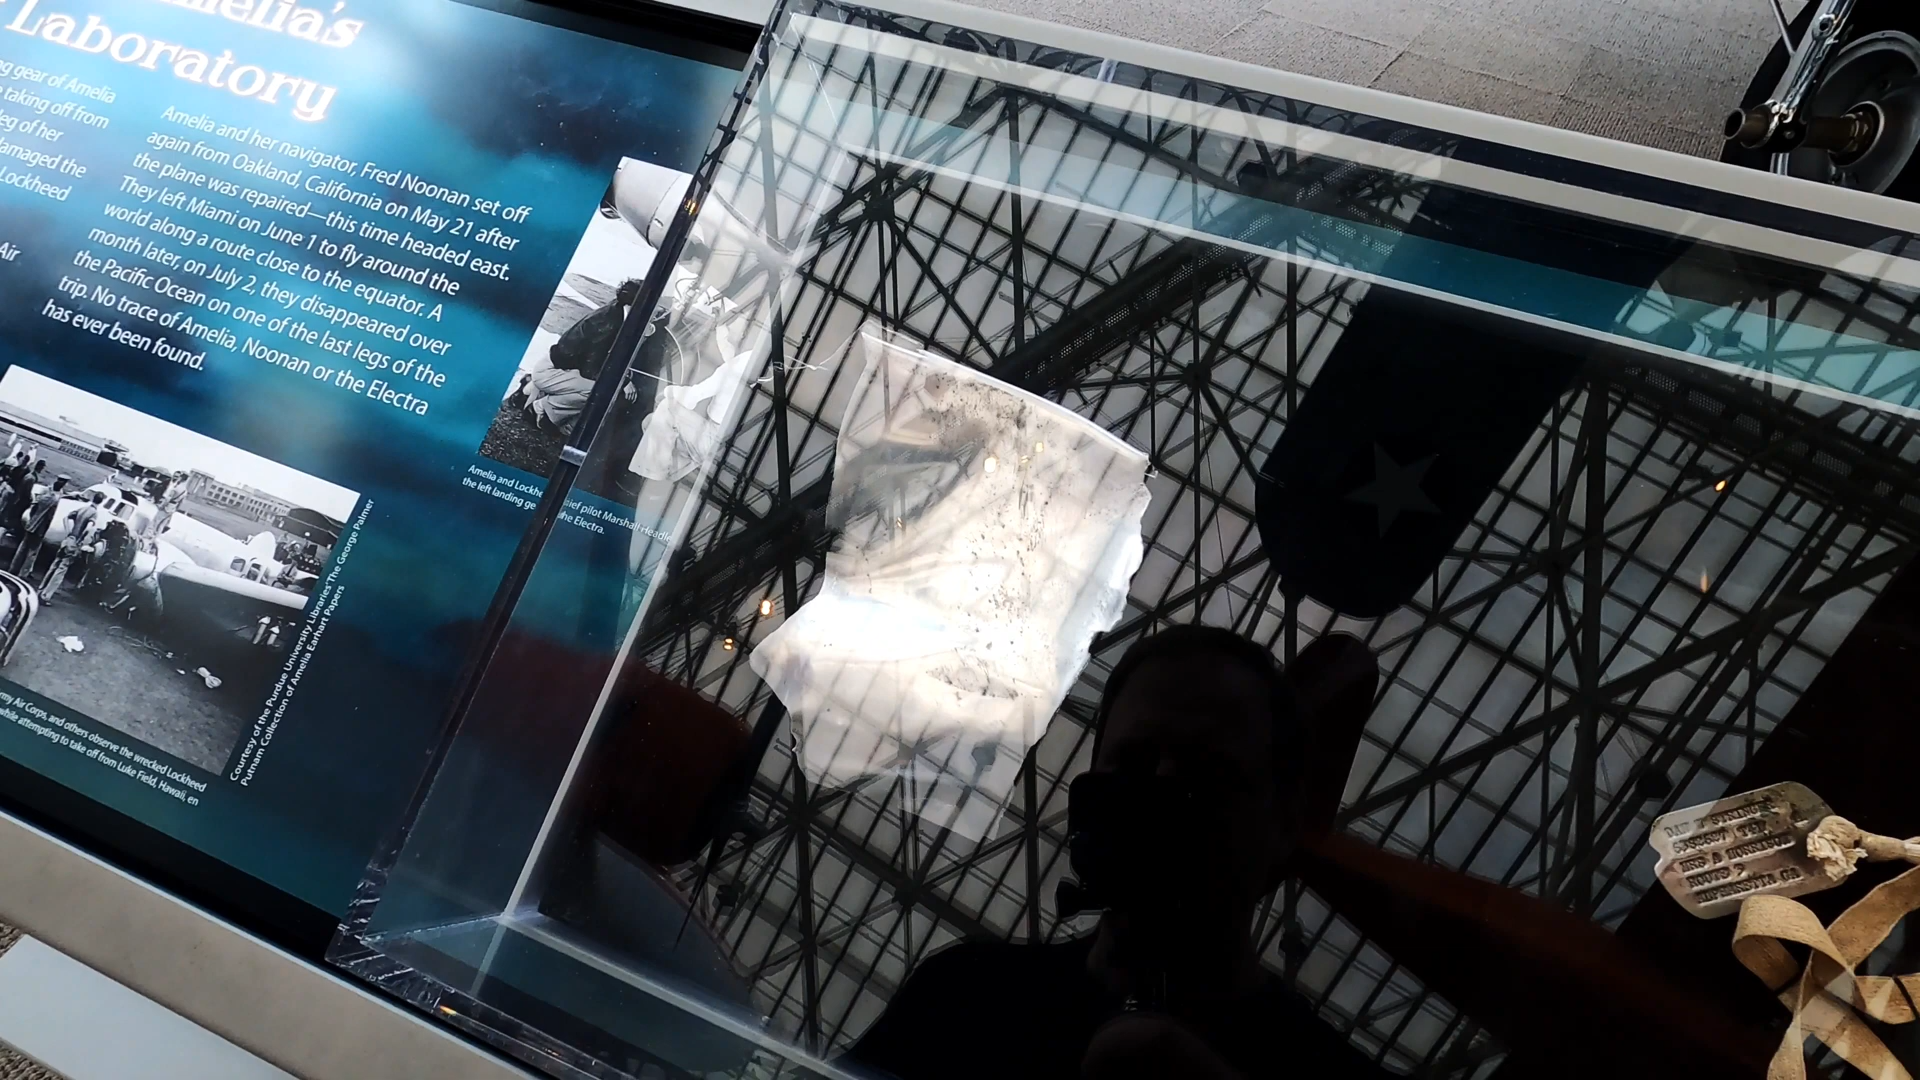 melia's
Laboratory
ng gear of Amelia
taking off from
leg of her
damaged the
Lockheed
Air
Amelia and her navigator, Fred Noonan set off
again from Oakland, California on May 21 after
the plane was repaired—this time headed east.
They left Miami on June 1 to fly around the
world along a route close to the equator. A
month later, on July 2, they disappeared over
the Pacific Ocean on one of the last legs of the
trip. No trace of Amelia, Noonan or the Electra
has ever been found.
Amelia and Lockhe ief pilot Marshall Headle
the left landing ge he Electra.
Courtesy of the Purdue University Libraries' The George Palmer
Putnam Collection of Amelia Earhart Papers
rmy Air Corps, and others observe the wrecked Lockheed
while attempting to take off from Luke Field, Hawaii, en